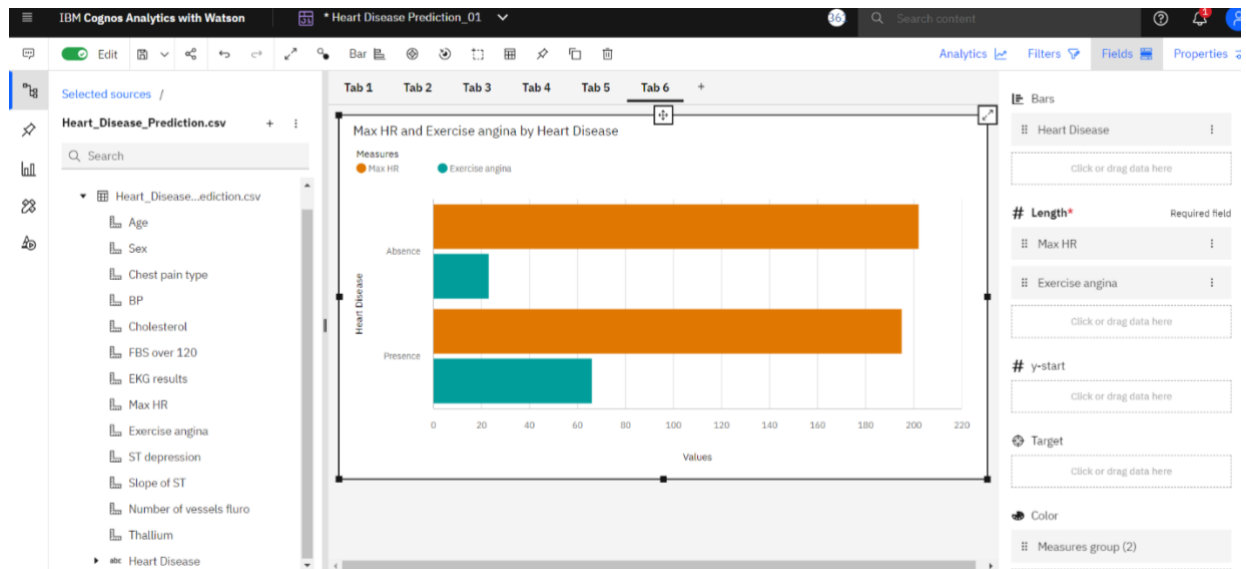 IBM Cognos Analytics with Watson
* Heart Disease Prediction_01
36
Search content
1
Edit
Bar
Analytics
Filters
Fields
Properties
Selected sources /
Heart_Disease_Prediction.csv
Search
Heart_Disease...ediction.csv
Age
Sex
Chest pain type
BP
Cholesterol
FBS over 120
EKG results
Max HR
Exercise angina
ST depression
Slope of ST
Number of vessels fluro
Thallium
abc Heart Disease
Tab 1 Tab 2 Tab 3 Tab 4 Tab 5 Tab 6 +
Max HR and Exercise angina by Heart Disease
Measures
Max HR Exercise angina
Heart Disease
Absence
Presence
0 20 40 60 80 100 120 140 160 180 200 220
Values
Bars
Heart Disease
Click or drag data here
# Length* Required field
Max HR
Exercise angina
Click or drag data here
# y-start
Click or drag data here
Target
Click or drag data here
Color
Measures group (2)